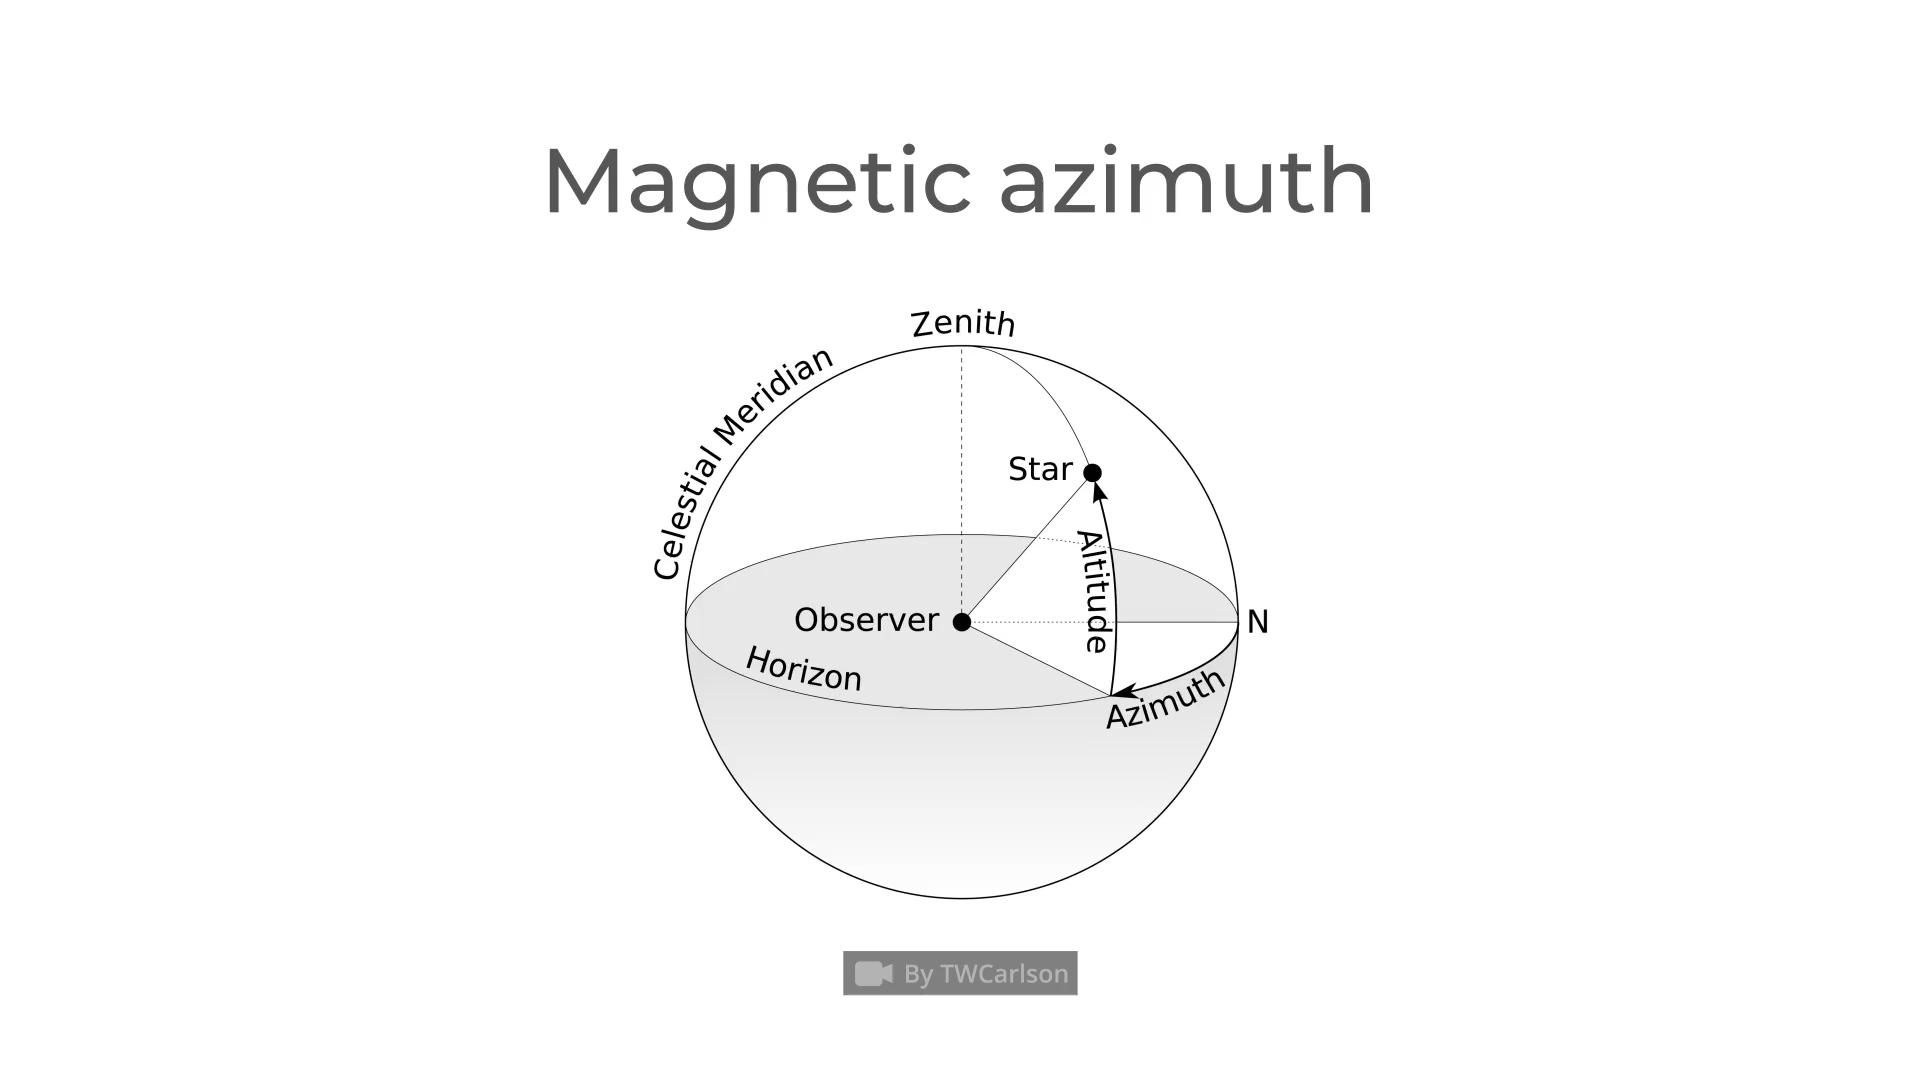 Magnetic azimuth
Zenith
Celestial Meridian
Star
Altitude
Observer
N
Horizon
Azimuth
By TWCarlson